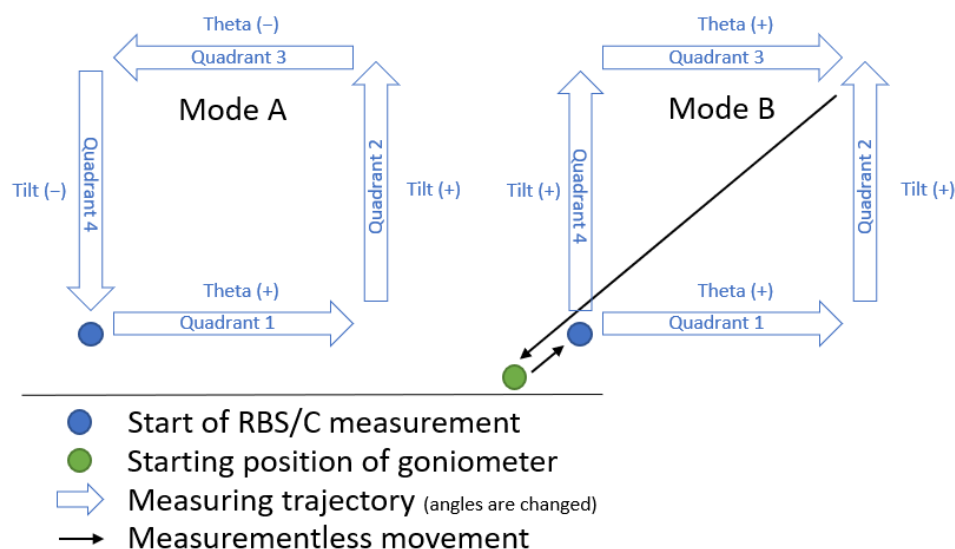 Theta (–)
Quadrant 3
Mode A
Tilt (–)
Quadrant 4
Quadrant 2
Tilt (+)
Theta (+)
Quadrant 1
Theta (+)
Quadrant 3
Mode B
Tilt (+)
Quadrant 4
Quadrant 2
Tilt (+)
Theta (+)
Quadrant 1
Start of RBS/C measurement
Starting position of goniometer
Measuring trajectory (angles are changed)
Measurementless movement